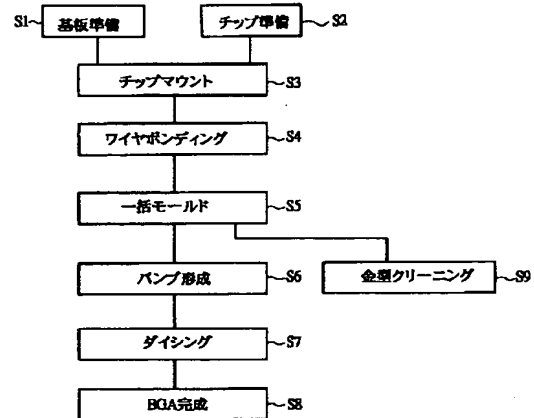 S1 基板準備
チップ準備 S2
チップマウント S3
ワイヤボンディング S4
一括モールド S5
バンプ形成 S6
金型クリーニング S9
ダイシング S7
BGA完成 S8